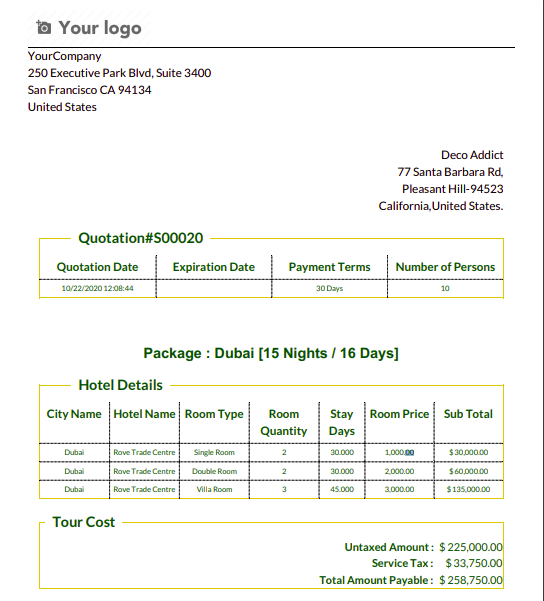 Your logo
YourCompany
250 Executive Park Blvd, Suite 3400
San Francisco CA 94134
United States
Deco Addict
77 Santa Barbara Rd,
Pleasant Hill-94523
California,United States.
Quotation#S00020
Quotation Date Expiration Date Payment Terms Number of Persons
10/22/2020 12:08:44 30 Days 10
Package : Dubai [15 Nights / 16 Days]
Hotel Details
City Name Hotel Name Room Type Room Quantity Stay Days Room Price Sub Total
Dubai Rove Trade Centre Single Room 2 30.000 1,000.00 $ 30,000.00
Dubai Rove Trade Centre Double Room 2 30.000 2,000.00 $ 60,000.00
Dubai Rove Trade Centre Villa Room 3 45.000 3,000.00 $ 135,000.00
Tour Cost
Untaxed Amount : $ 225,000.00
Service Tax : $ 33,750.00
Total Amount Payable : $ 258,750.00